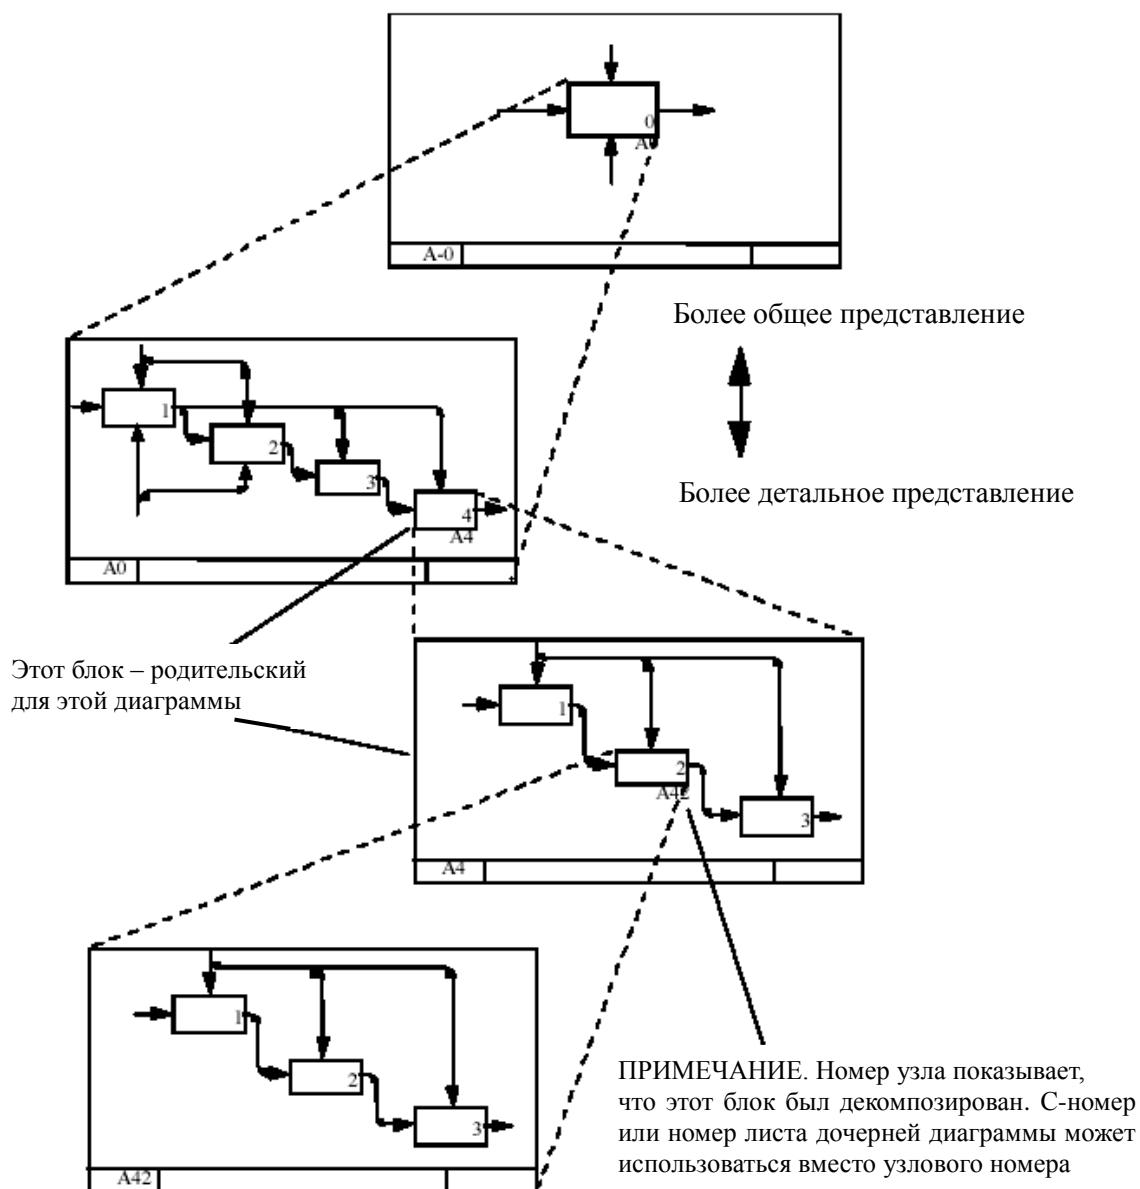 0
A0
A-0
Более общее представление
1
2
3
4
A4
A0
Более детальное представление
Этот блок – родительский
для этой диаграммы
1
2
A42
3
A4
1
2
3
A42
ПРИМЕЧАНИЕ. Номер узла показывает,
что этот блок был декомпозирован. С-номер
или номер листа дочерней диаграммы может
использоваться вместо узлового номера